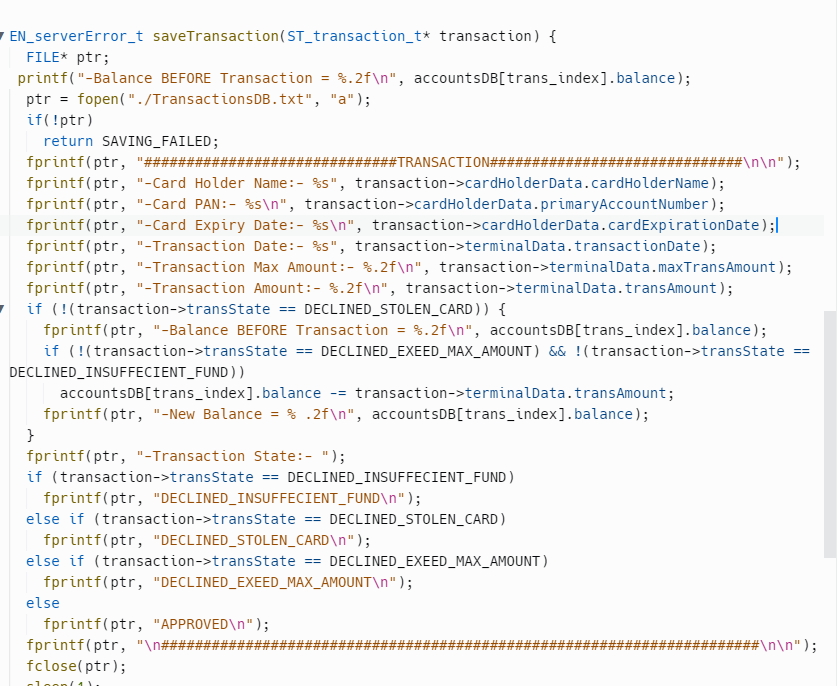 EN_serverError_t saveTransaction(ST_transaction_t* transaction) {
FILE* ptr;
printf("-Balance BEFORE Transaction = %.2f\n", accountsDB[trans_index].balance);
ptr = fopen("./TransactionsDB.txt", "a");
if(!ptr)
return SAVING_FAILED;
fprintf(ptr, "##############################TRANSACTION##############################\n\n");
fprintf(ptr, "-Card Holder Name:- %s", transaction->cardHolderData.cardHolderName);
fprintf(ptr, "-Card PAN:- %s\n", transaction->cardHolderData.primaryAccountNumber);
fprintf(ptr, "-Card Expiry Date:- %s\n", transaction->cardHolderData.cardExpirationDate);
fprintf(ptr, "-Transaction Date:- %s", transaction->terminalData.transactionDate);
fprintf(ptr, "-Transaction Max Amount:- %.2f\n", transaction->terminalData.maxTransAmount);
fprintf(ptr, "-Transaction Amount:- %.2f\n", transaction->terminalData.transAmount);
if (!(transaction->transState == DECLINED_STOLEN_CARD)) {
fprintf(ptr, "-Balance BEFORE Transaction = %.2f\n", accountsDB[trans_index].balance);
if (!(transaction->transState == DECLINED_EXEED_MAX_AMOUNT) && !(transaction->transState ==
DECLINED_INSUFFECIENT_FUND))
accountsDB[trans_index].balance -= transaction->terminalData.transAmount;
fprintf(ptr, "-New Balance = % .2f\n", accountsDB[trans_index].balance);
}
fprintf(ptr, "-Transaction State:- ");
if (transaction->transState == DECLINED_INSUFFECIENT_FUND)
fprintf(ptr, "DECLINED_INSUFFECIENT_FUND\n");
else if (transaction->transState == DECLINED_STOLEN_CARD)
fprintf(ptr, "DECLINED_STOLEN_CARD\n");
else if (transaction->transState == DECLINED_EXEED_MAX_AMOUNT)
fprintf(ptr, "DECLINED_EXEED_MAX_AMOUNT\n");
else
fprintf(ptr, "APPROVED\n");
fprintf(ptr, "\n#######################################################################\n\n");
fclose(ptr);
sleep(1);